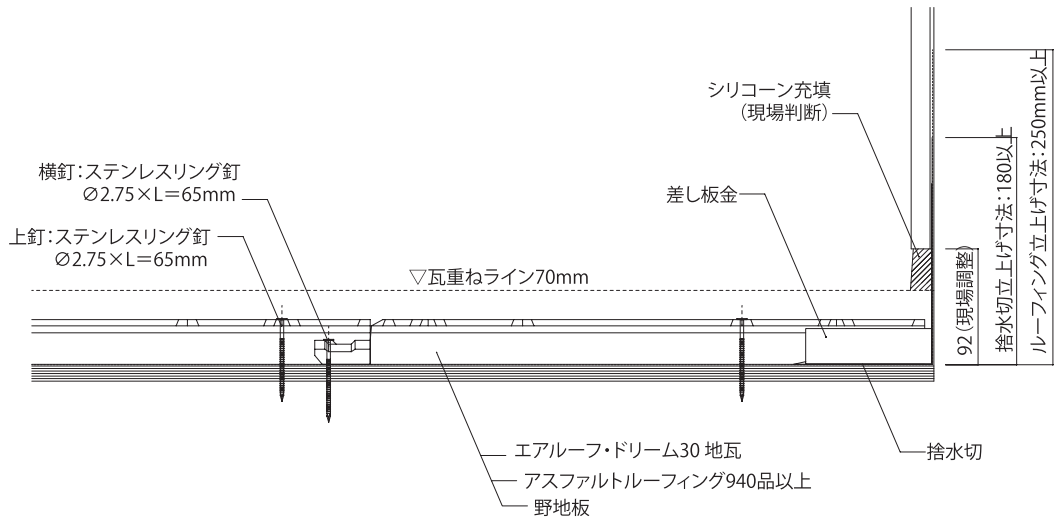 シリコーン充填
(現場判断)
横釘：ステンレスリング釘
∅2.75×L＝65mm
差し板金
上釘：ステンレスリング釘
∅2.75×L＝65mm
▽瓦重ねライン70mm
92(現場調整)
捨水切立上げ寸法：180以上
ルーフィング立上げ寸法：250mm以上
エアルーフ・ドリーム30 地瓦
捨水切
アスファルトルーフィング940品以上
野地板